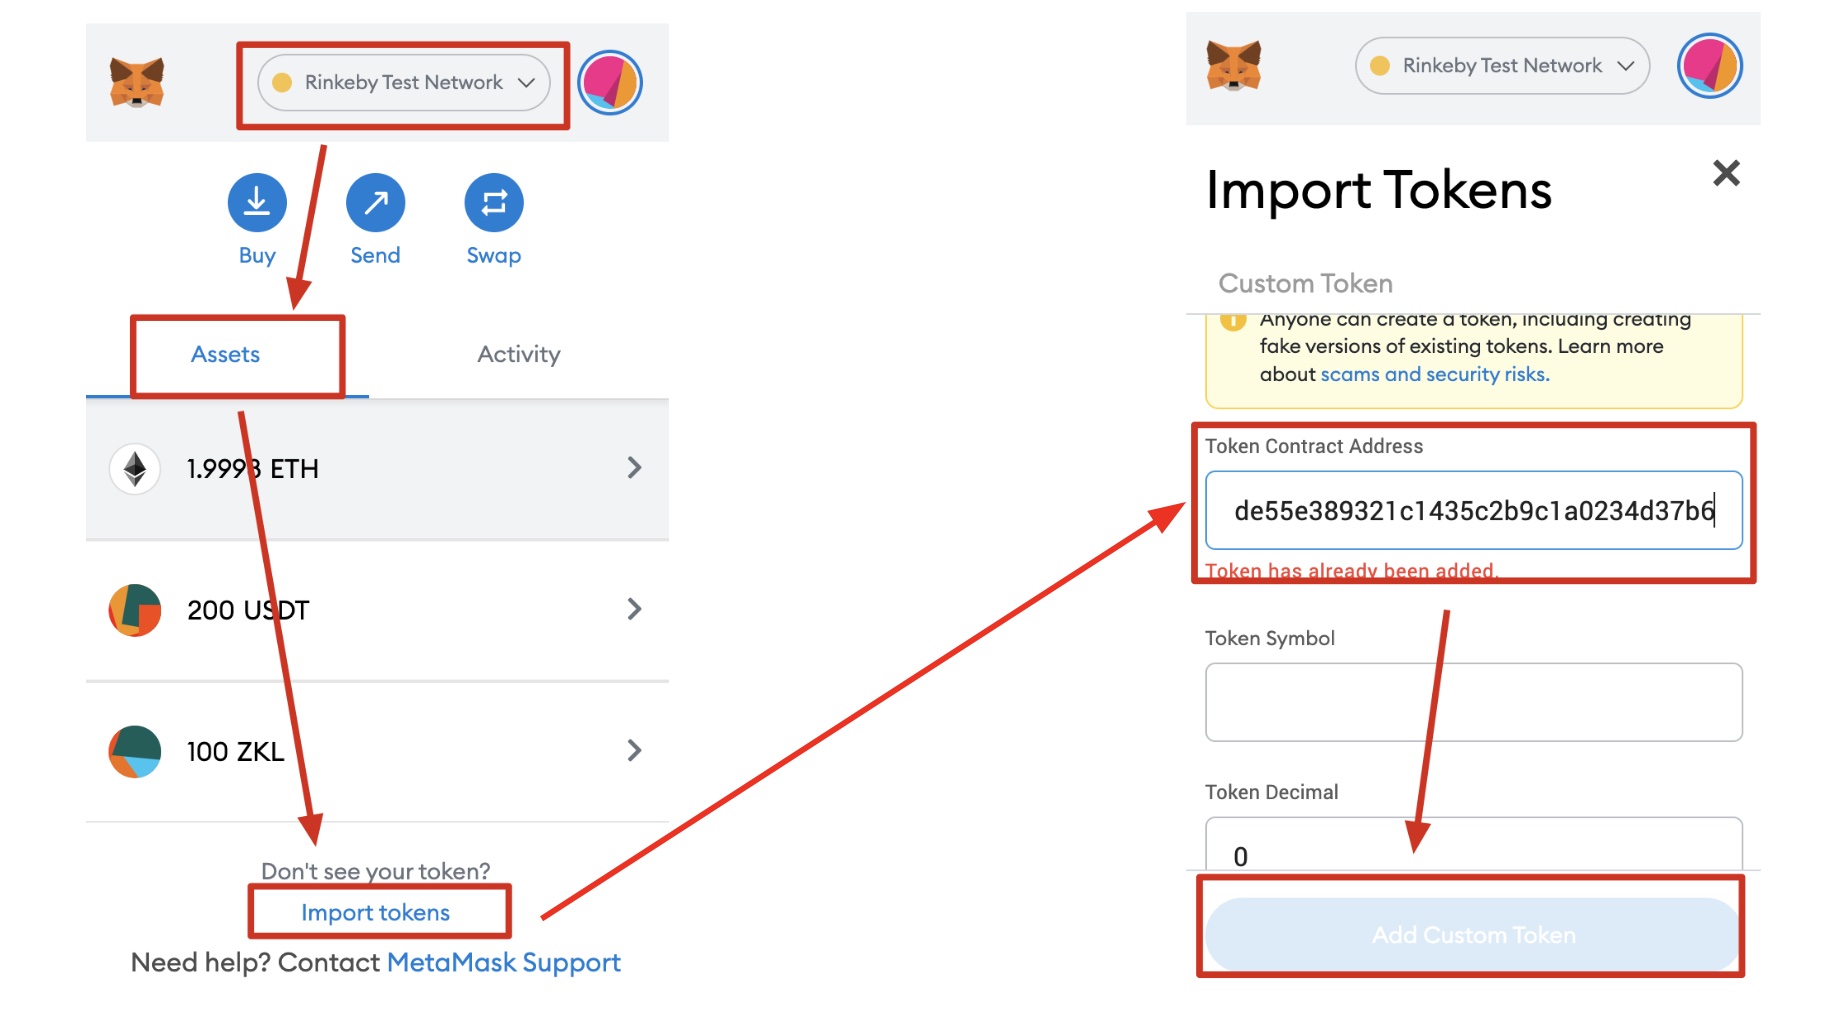 Rinkeby Test Network
Buy
Send
Swap
Assets
Activity
1.9998 ETH
200 USDT
100 ZKL
Don't see your token?
Import tokens
Need help? Contact MetaMask Support
Rinkeby Test Network
Import Tokens
Custom Token
Anyone can create a token, including creating
fake versions of existing tokens. Learn more
about scams and security risks.
Token Contract Address
de55e389321c1435c2b9c1a0234d37b6
Token has already been added.
Token Symbol
Token Decimal
0
Add Custom Token